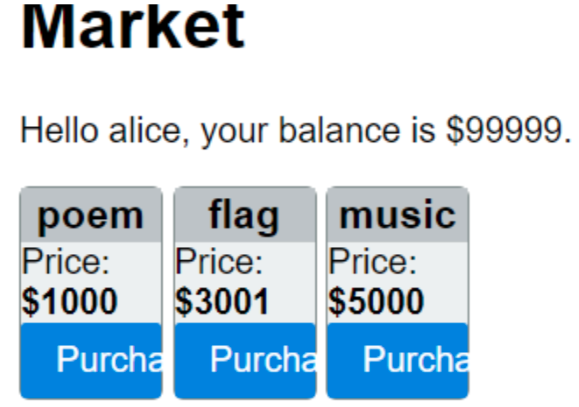 Market
Hello alice, your balance is $99999.
poem flag music
Price: Price: Price:
$1000 $3001 $5000
Purcha Purcha Purcha